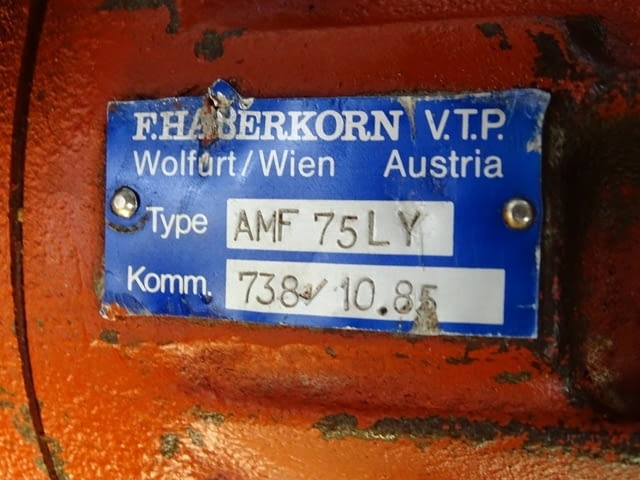 F.HABERKORN V.T.P.
Wolfurt/Wien Austria
Type AMF 75LY
Komm. 738/10.85